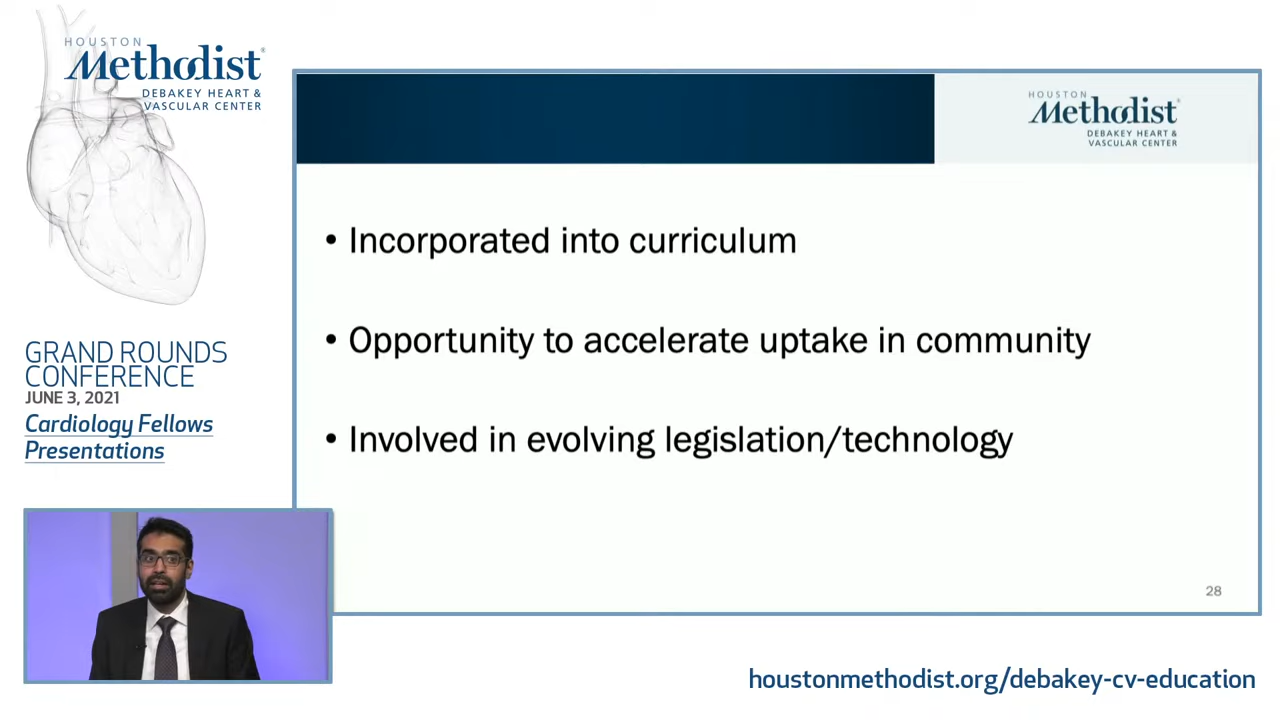 HOUSTON
Methodist®
DEBAKEY HEART &
VASCULAR CENTER
GRAND ROUNDS
CONFERENCE
JUNE 3, 2021
Cardiology Fellows
Presentations
HOUSTON
Methodist®
DEBAKEY HEART &
VASCULAR CENTER
• Incorporated into curriculum
• Opportunity to accelerate uptake in community
• Involved in evolving legislation/technology
28
houstonmethodist.org/debakey-cv-education